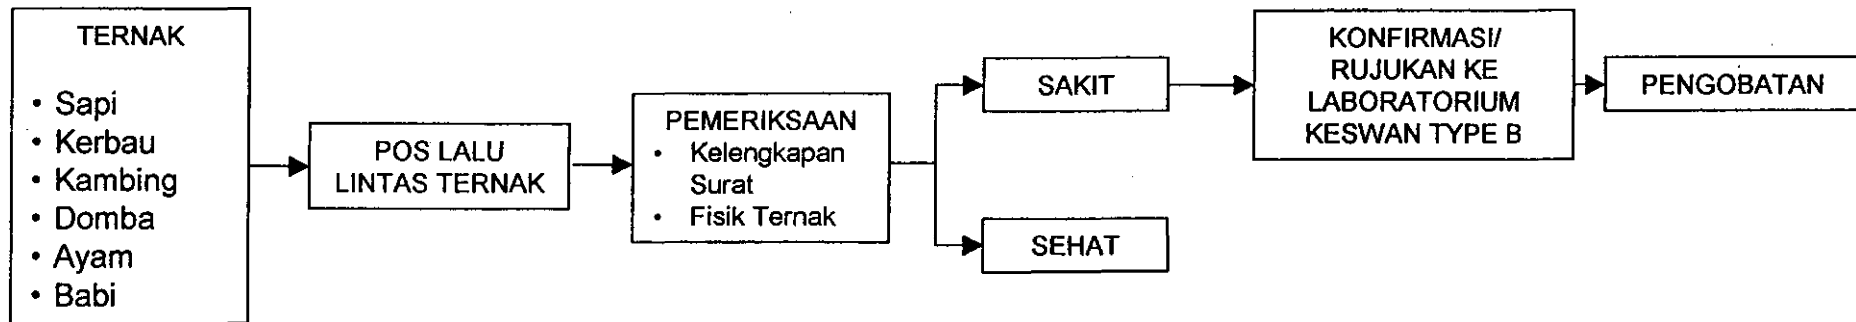 TERNAK
• Sapi
• Kerbau
• Kambing
• Domba
• Ayam
• Babi
POS LALU
LINTAS TERNAK
PEMERIKSAAN
• Kelengkapan
Surat
• Fisik Ternak
SAKIT
SEHAT
KONFIRMASI/
RUJUKAN KE
LABORATORIUM
KESWAN TYPE B
PENGOBATAN